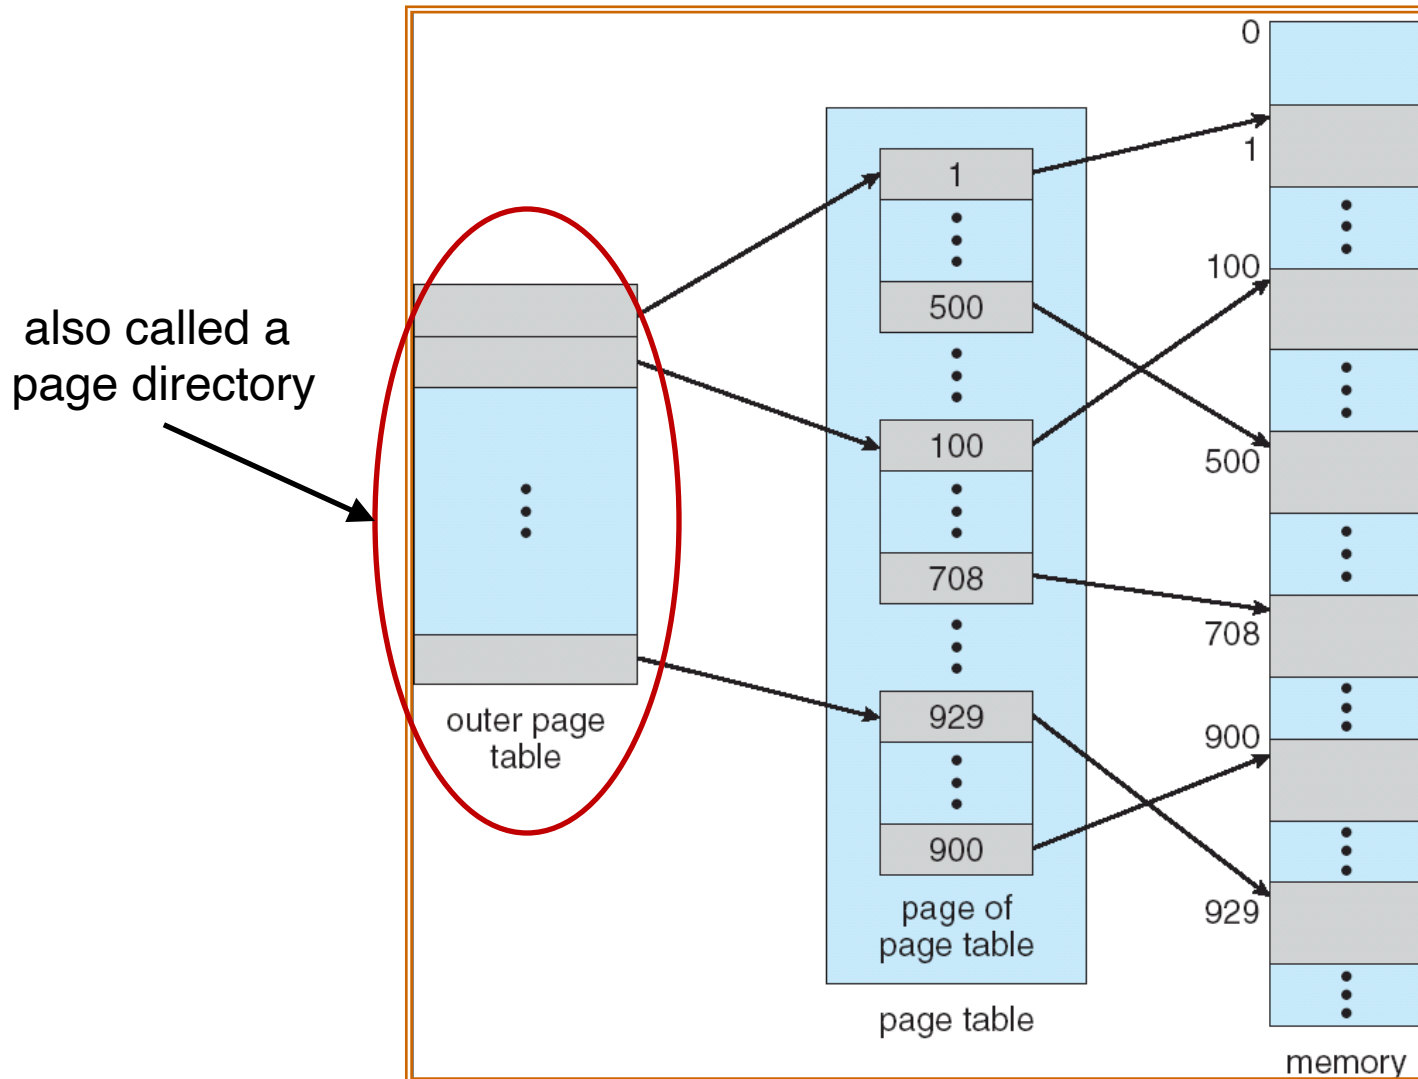 also called a
page directory
outer page
table
1
500
100
708
929
900
page of
page table
page table
0
1
100
500
708
900
929
memory